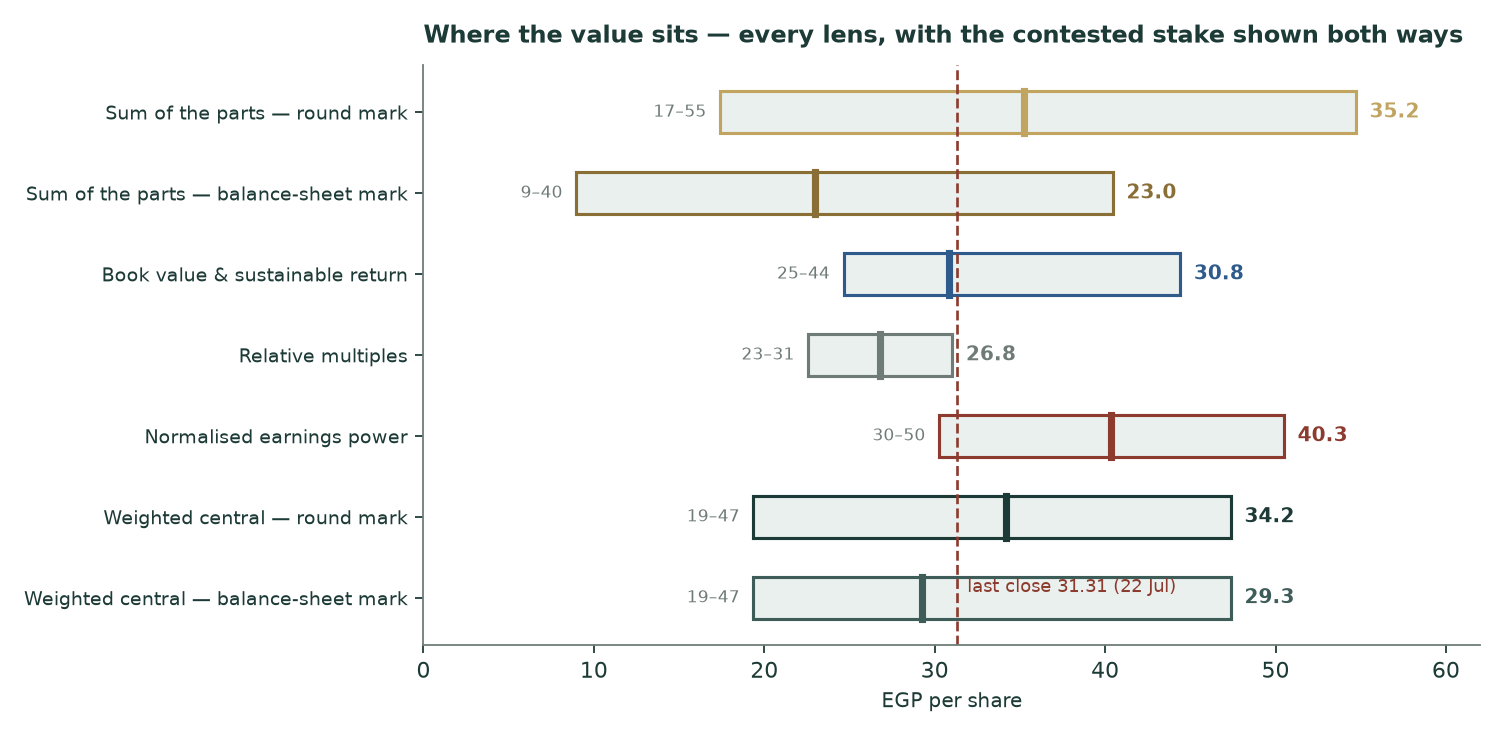 Where the value sits — every lens, with the contested stake shown both ways
Sum of the parts — round mark
17–55
35.2
Sum of the parts — balance-sheet mark
9–40
23.0
Book value & sustainable return
25–44
30.8
Relative multiples
23–31
26.8
Normalised earnings power
30–50
40.3
Weighted central — round mark
19–47
34.2
Weighted central — balance-sheet mark
19–47
last close 31.31 (22 Jul)
29.3
0 10 20 30 40 50 60
EGP per share